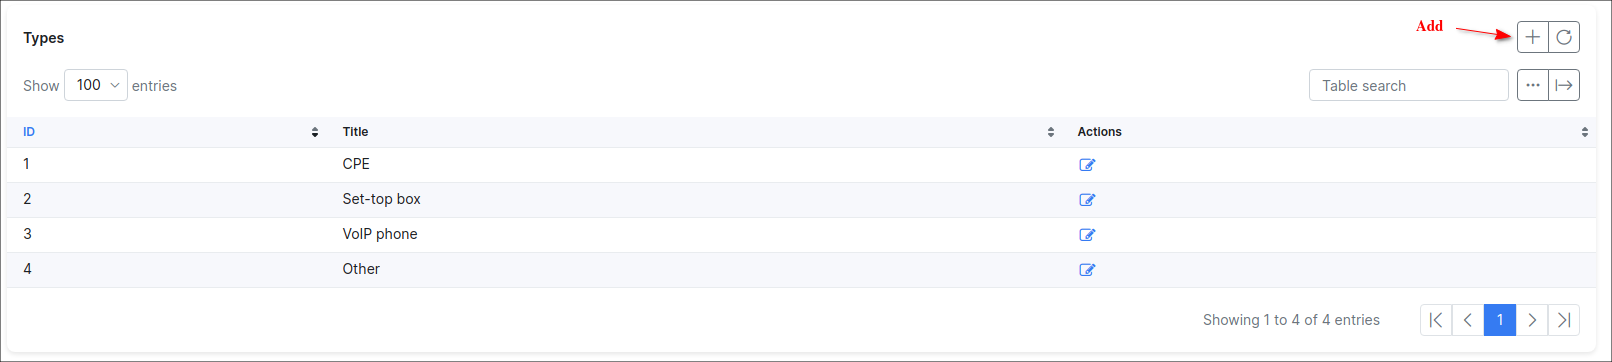 Add
Types
Show 100 entries Table search
ID Title Actions
1 CPE
2 Set-top box
3 VoIP phone
4 Other
Showing 1 to 4 of 4 entries 1